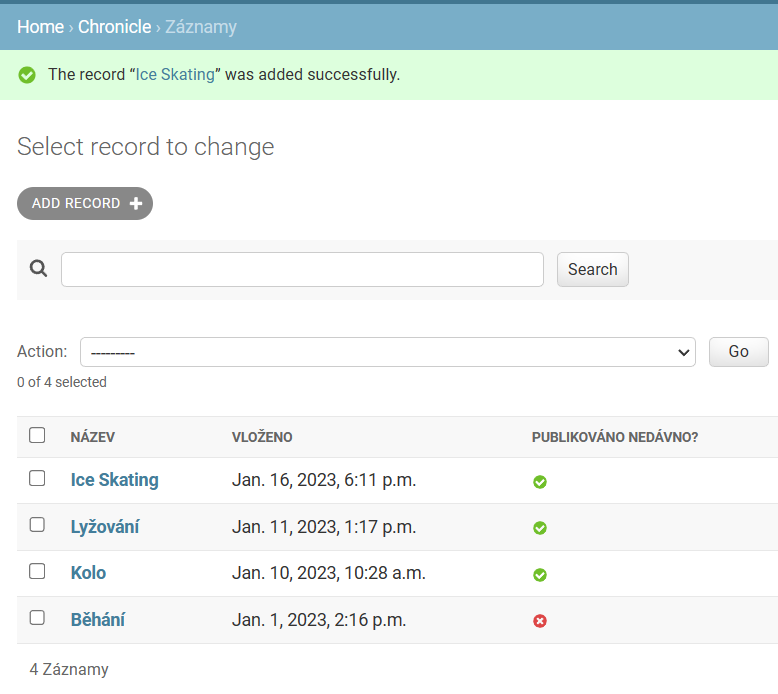 Home › Chronicle › Záznamy
The record “Ice Skating” was added successfully.
Select record to change
ADD RECORD
Search
Action: --------- Go
0 of 4 selected
NÁZEV VLOŽENO PUBLIKOVÁNO NEDÁVNO?
Ice Skating Jan. 16, 2023, 6:11 p.m.
Lyžování Jan. 11, 2023, 1:17 p.m.
Kolo Jan. 10, 2023, 10:28 a.m.
Běhání Jan. 1, 2023, 2:16 p.m.
4 Záznamy